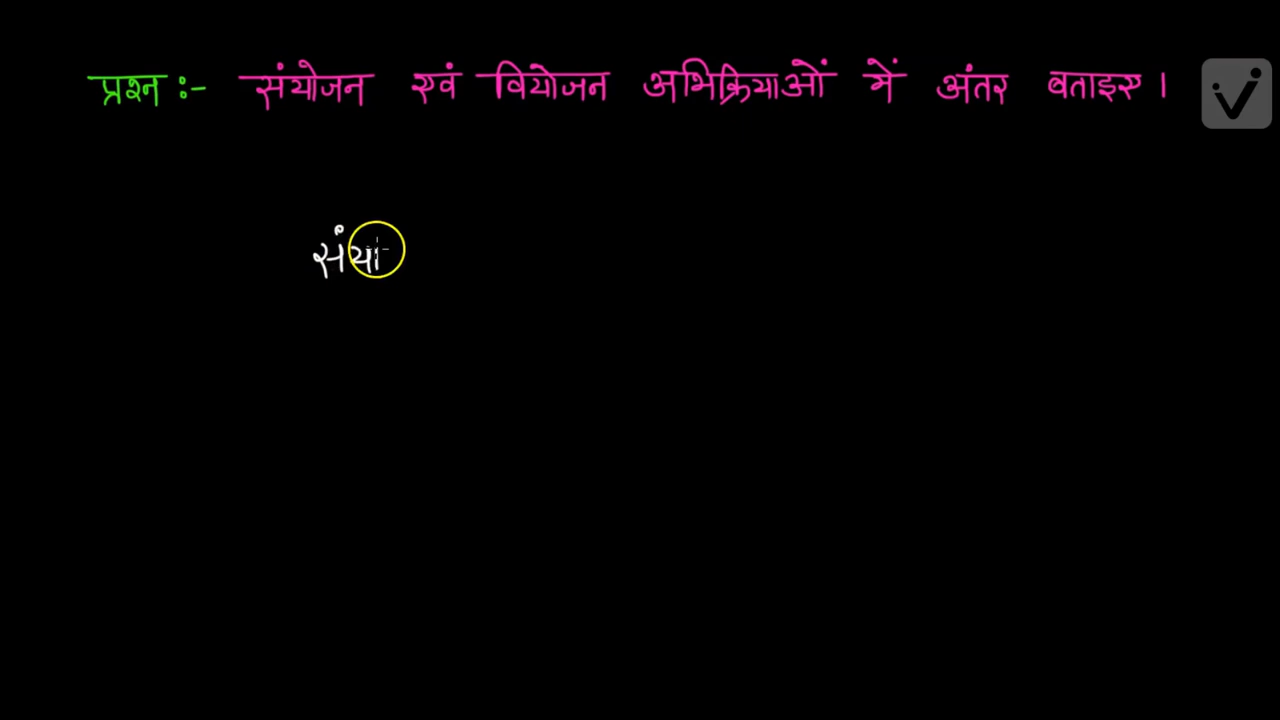 प्रश्न :- संयोजन एवं वियोजन अभिक्रियाओं में अंतर बताइए ।
संया